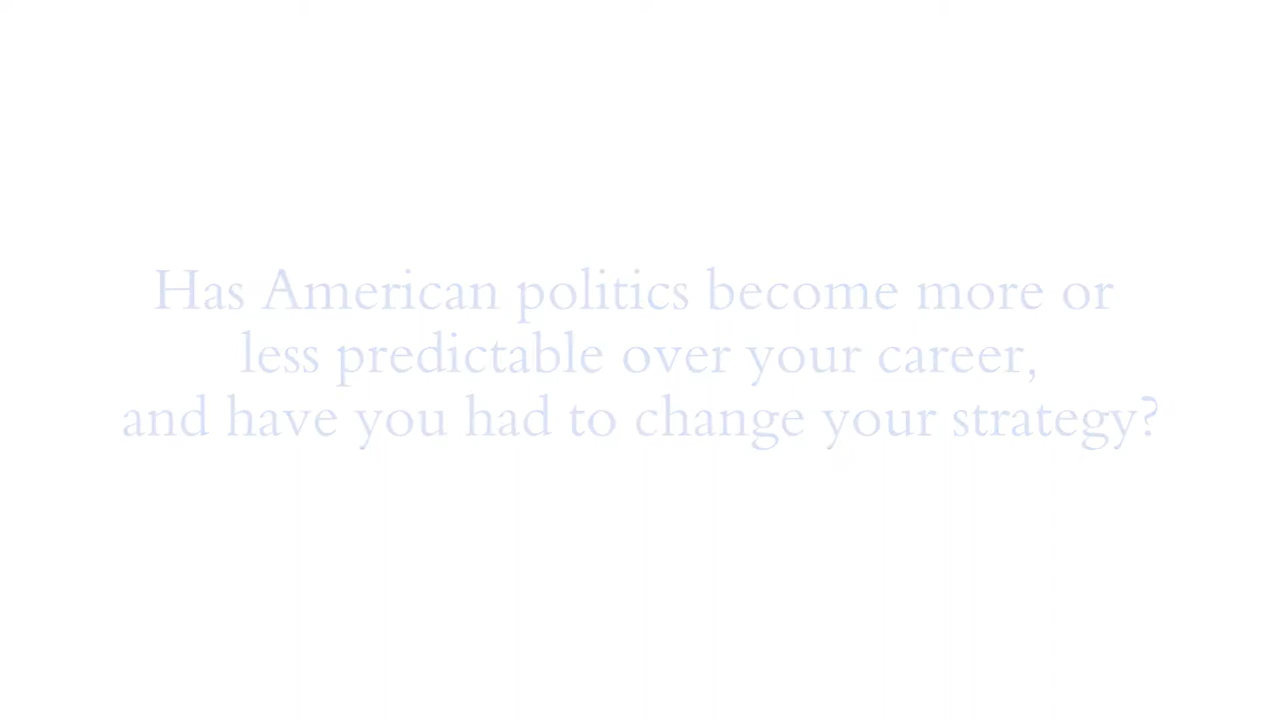 Has American politics become more or
less predictable over your career,
and have you had to change your strategy?